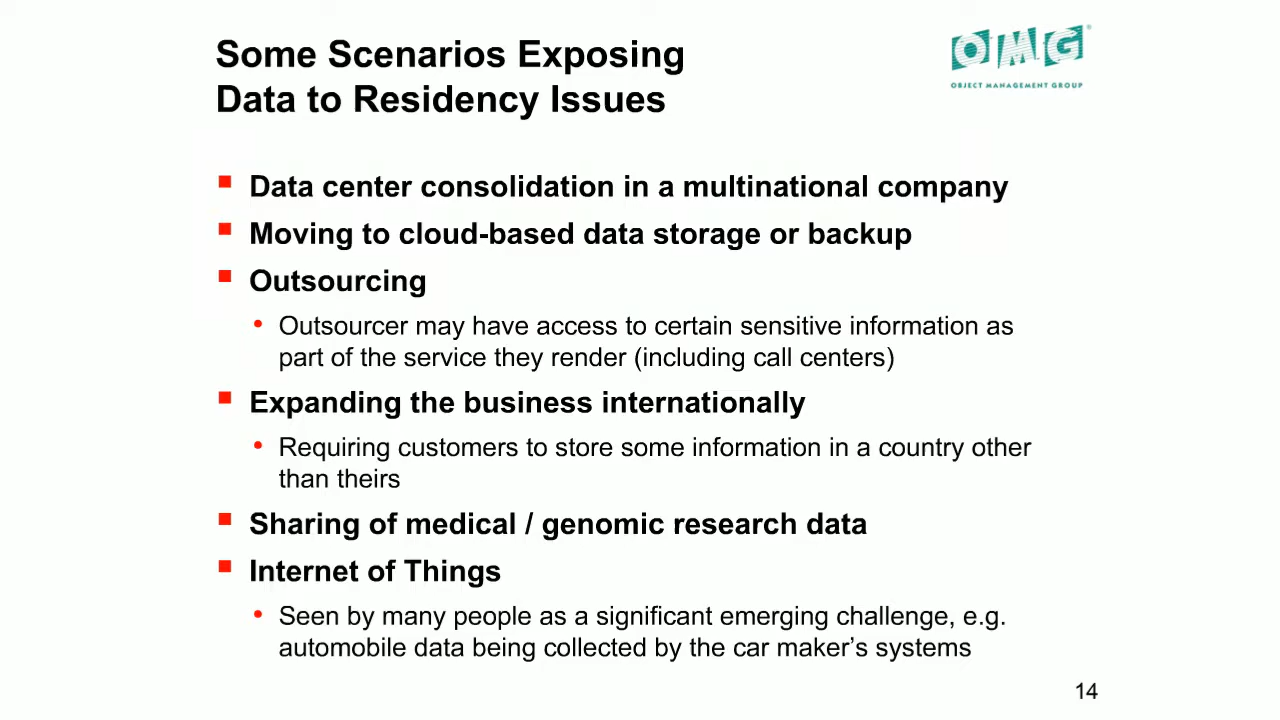 Some Scenarios Exposing
Data to Residency Issues
OMG®
OBJECT MANAGEMENT GROUP
▪ Data center consolidation in a multinational company
▪ Moving to cloud-based data storage or backup
▪ Outsourcing
• Outsourcer may have access to certain sensitive information as
part of the service they render (including call centers)
▪ Expanding the business internationally
• Requiring customers to store some information in a country other
than theirs
▪ Sharing of medical / genomic research data
▪ Internet of Things
• Seen by many people as a significant emerging challenge, e.g.
automobile data being collected by the car maker’s systems
14